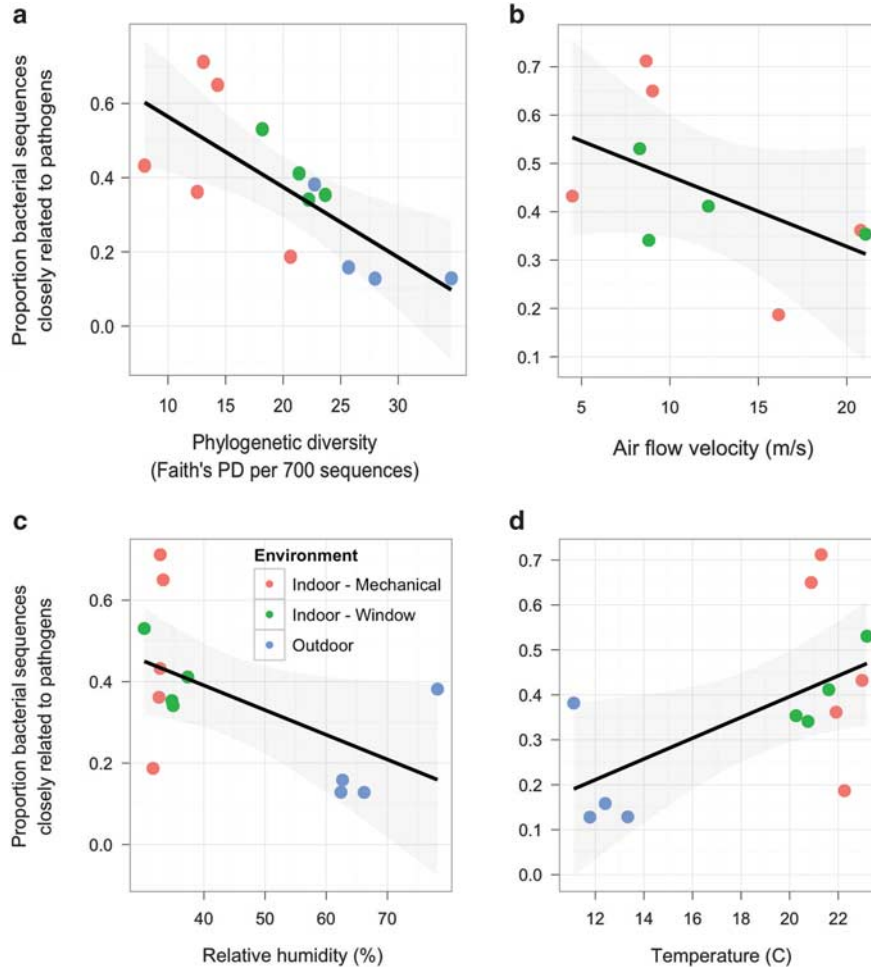 a
Proportion bacterial sequences
closely related to pathogens
0.6
0.4
0.2
0.0
10 15 20 25 30
Phylogenetic diversity
(Faith's PD per 700 sequences)
b
0.7
0.6
0.5
0.4
0.3
0.2
0.1
5 10 15 20
Air flow velocity (m/s)
c
Proportion bacterial sequences
closely related to pathogens
0.6
0.4
0.2
0.0
Environment
Indoor - Mechanical
Indoor - Window
Outdoor
40 50 60 70
Relative humidity (%)
d
0.7
0.6
0.5
0.4
0.3
0.2
0.1
0.0
12 14 16 18 20 22
Temperature (C)